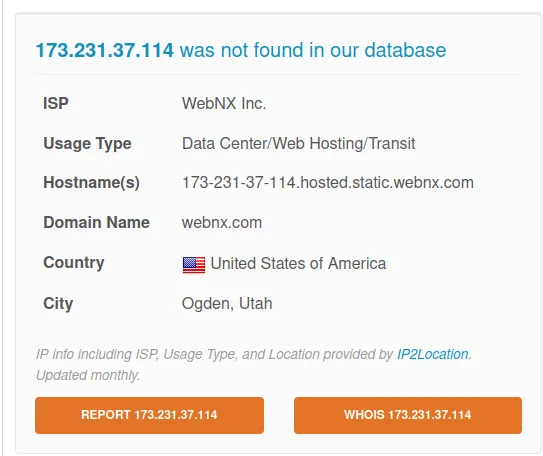 173.231.37.114 was not found in our database
ISP WebNX Inc.
Usage Type Data Center/Web Hosting/Transit
Hostname(s) 173-231-37-114.hosted.static.webnx.com
Domain Name webnx.com
Country United States of America
City Ogden, Utah
IP info including ISP, Usage Type, and Location provided by IP2Location.
Updated monthly.
REPORT 173.231.37.114 WHOIS 173.231.37.114